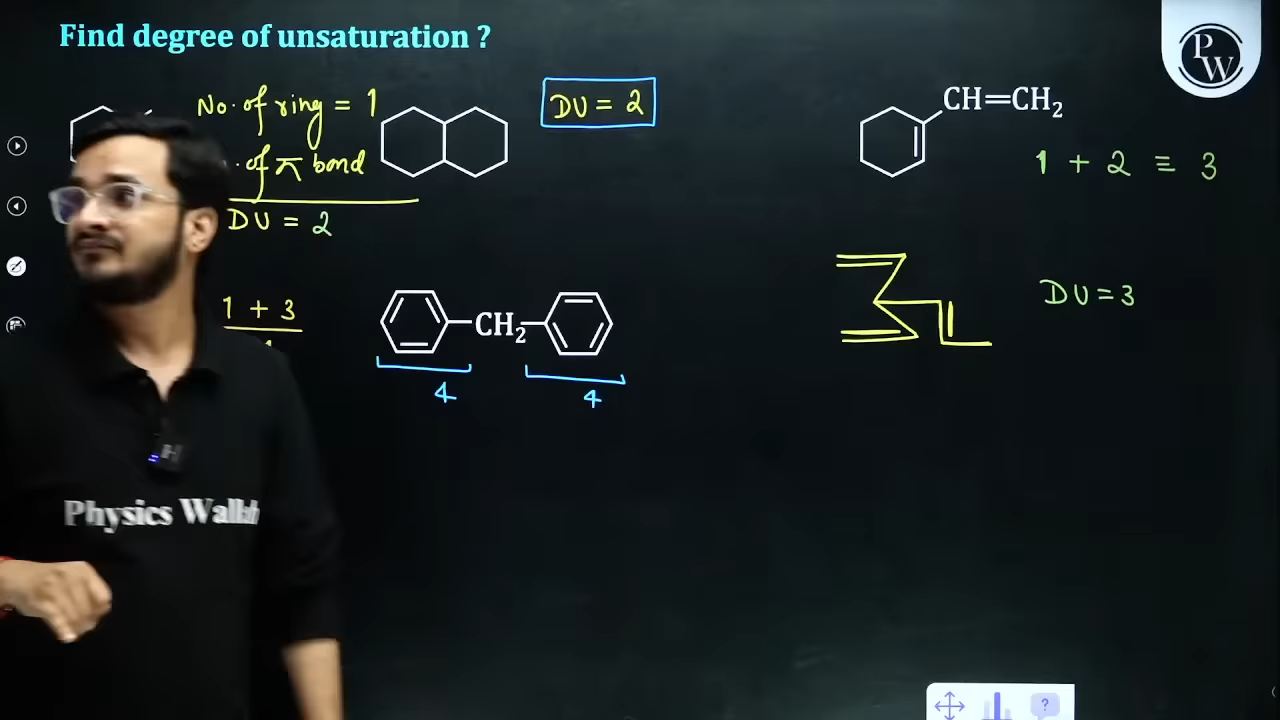 Find degree of unsaturation ?
No. of ring = 1
. of π bond
DU = 2
DU = 2
CH=CH2
1 + 2 = 3
1 + 3
CH2
4 4
DU = 3
PW
Physics Wallah
?